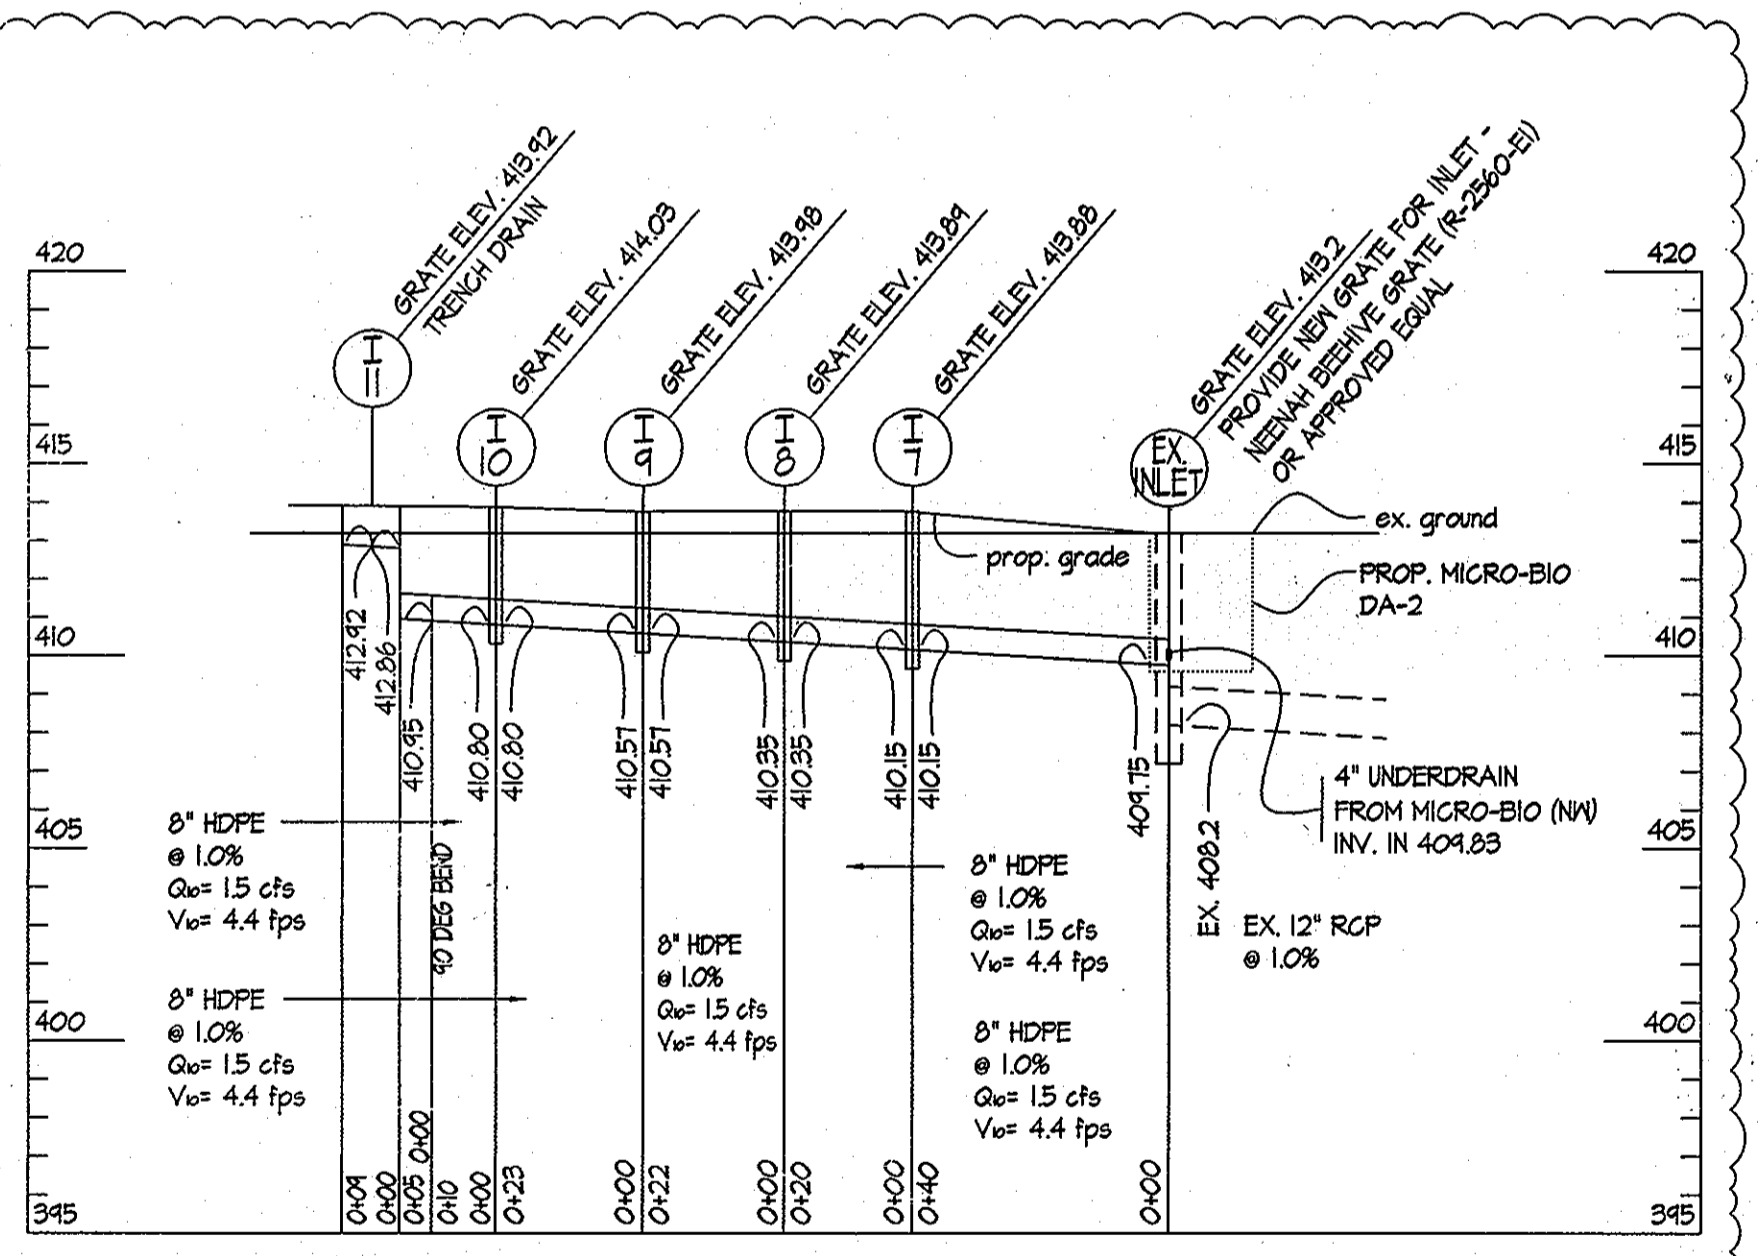 GRATE ELEV. 413.92
TRENCH DRAIN
GRATE ELEV. 414.03
GRATE ELEV. 413.98
GRATE ELEV. 413.89
GRATE ELEV. 413.88
GRATE ELEV. 413.2
PROVIDE NEW GRATE FOR INLET -
NEENAH BEEHIVE GRATE (R-2560-E1)
OR APPROVED EQUAL
I
11
I
10
I
9
I
8
I
7
EX.
INLET
420
415
410
405
400
395
420
415
410
405
400
395
ex. ground
prop. grade
PROP. MICRO-BIO
DA-2
412.92
412.86
410.95
410.80
410.80
410.57
410.57
410.35
410.35
410.15
410.15
409.75
EX. 408.2
4" UNDERDRAIN
FROM MICRO-BIO (NW)
INV. IN 409.83
8" HDPE
@ 1.0%
Q10= 1.5 cfs
V10= 4.4 fps
8" HDPE
@ 1.0%
Q10= 1.5 cfs
V10= 4.4 fps
90 DEG BEND
8" HDPE
@ 1.0%
Q10= 1.5 cfs
V10= 4.4 fps
8" HDPE
@ 1.0%
Q10= 1.5 cfs
V10= 4.4 fps
8" HDPE
@ 1.0%
Q10= 1.5 cfs
V10= 4.4 fps
EX. 12" RCP
@ 1.0%
0+09
0+00
0+05
0+00
0+10
0+00
0+23
0+00
0+22
0+00
0+20
0+00
0+40
0+00